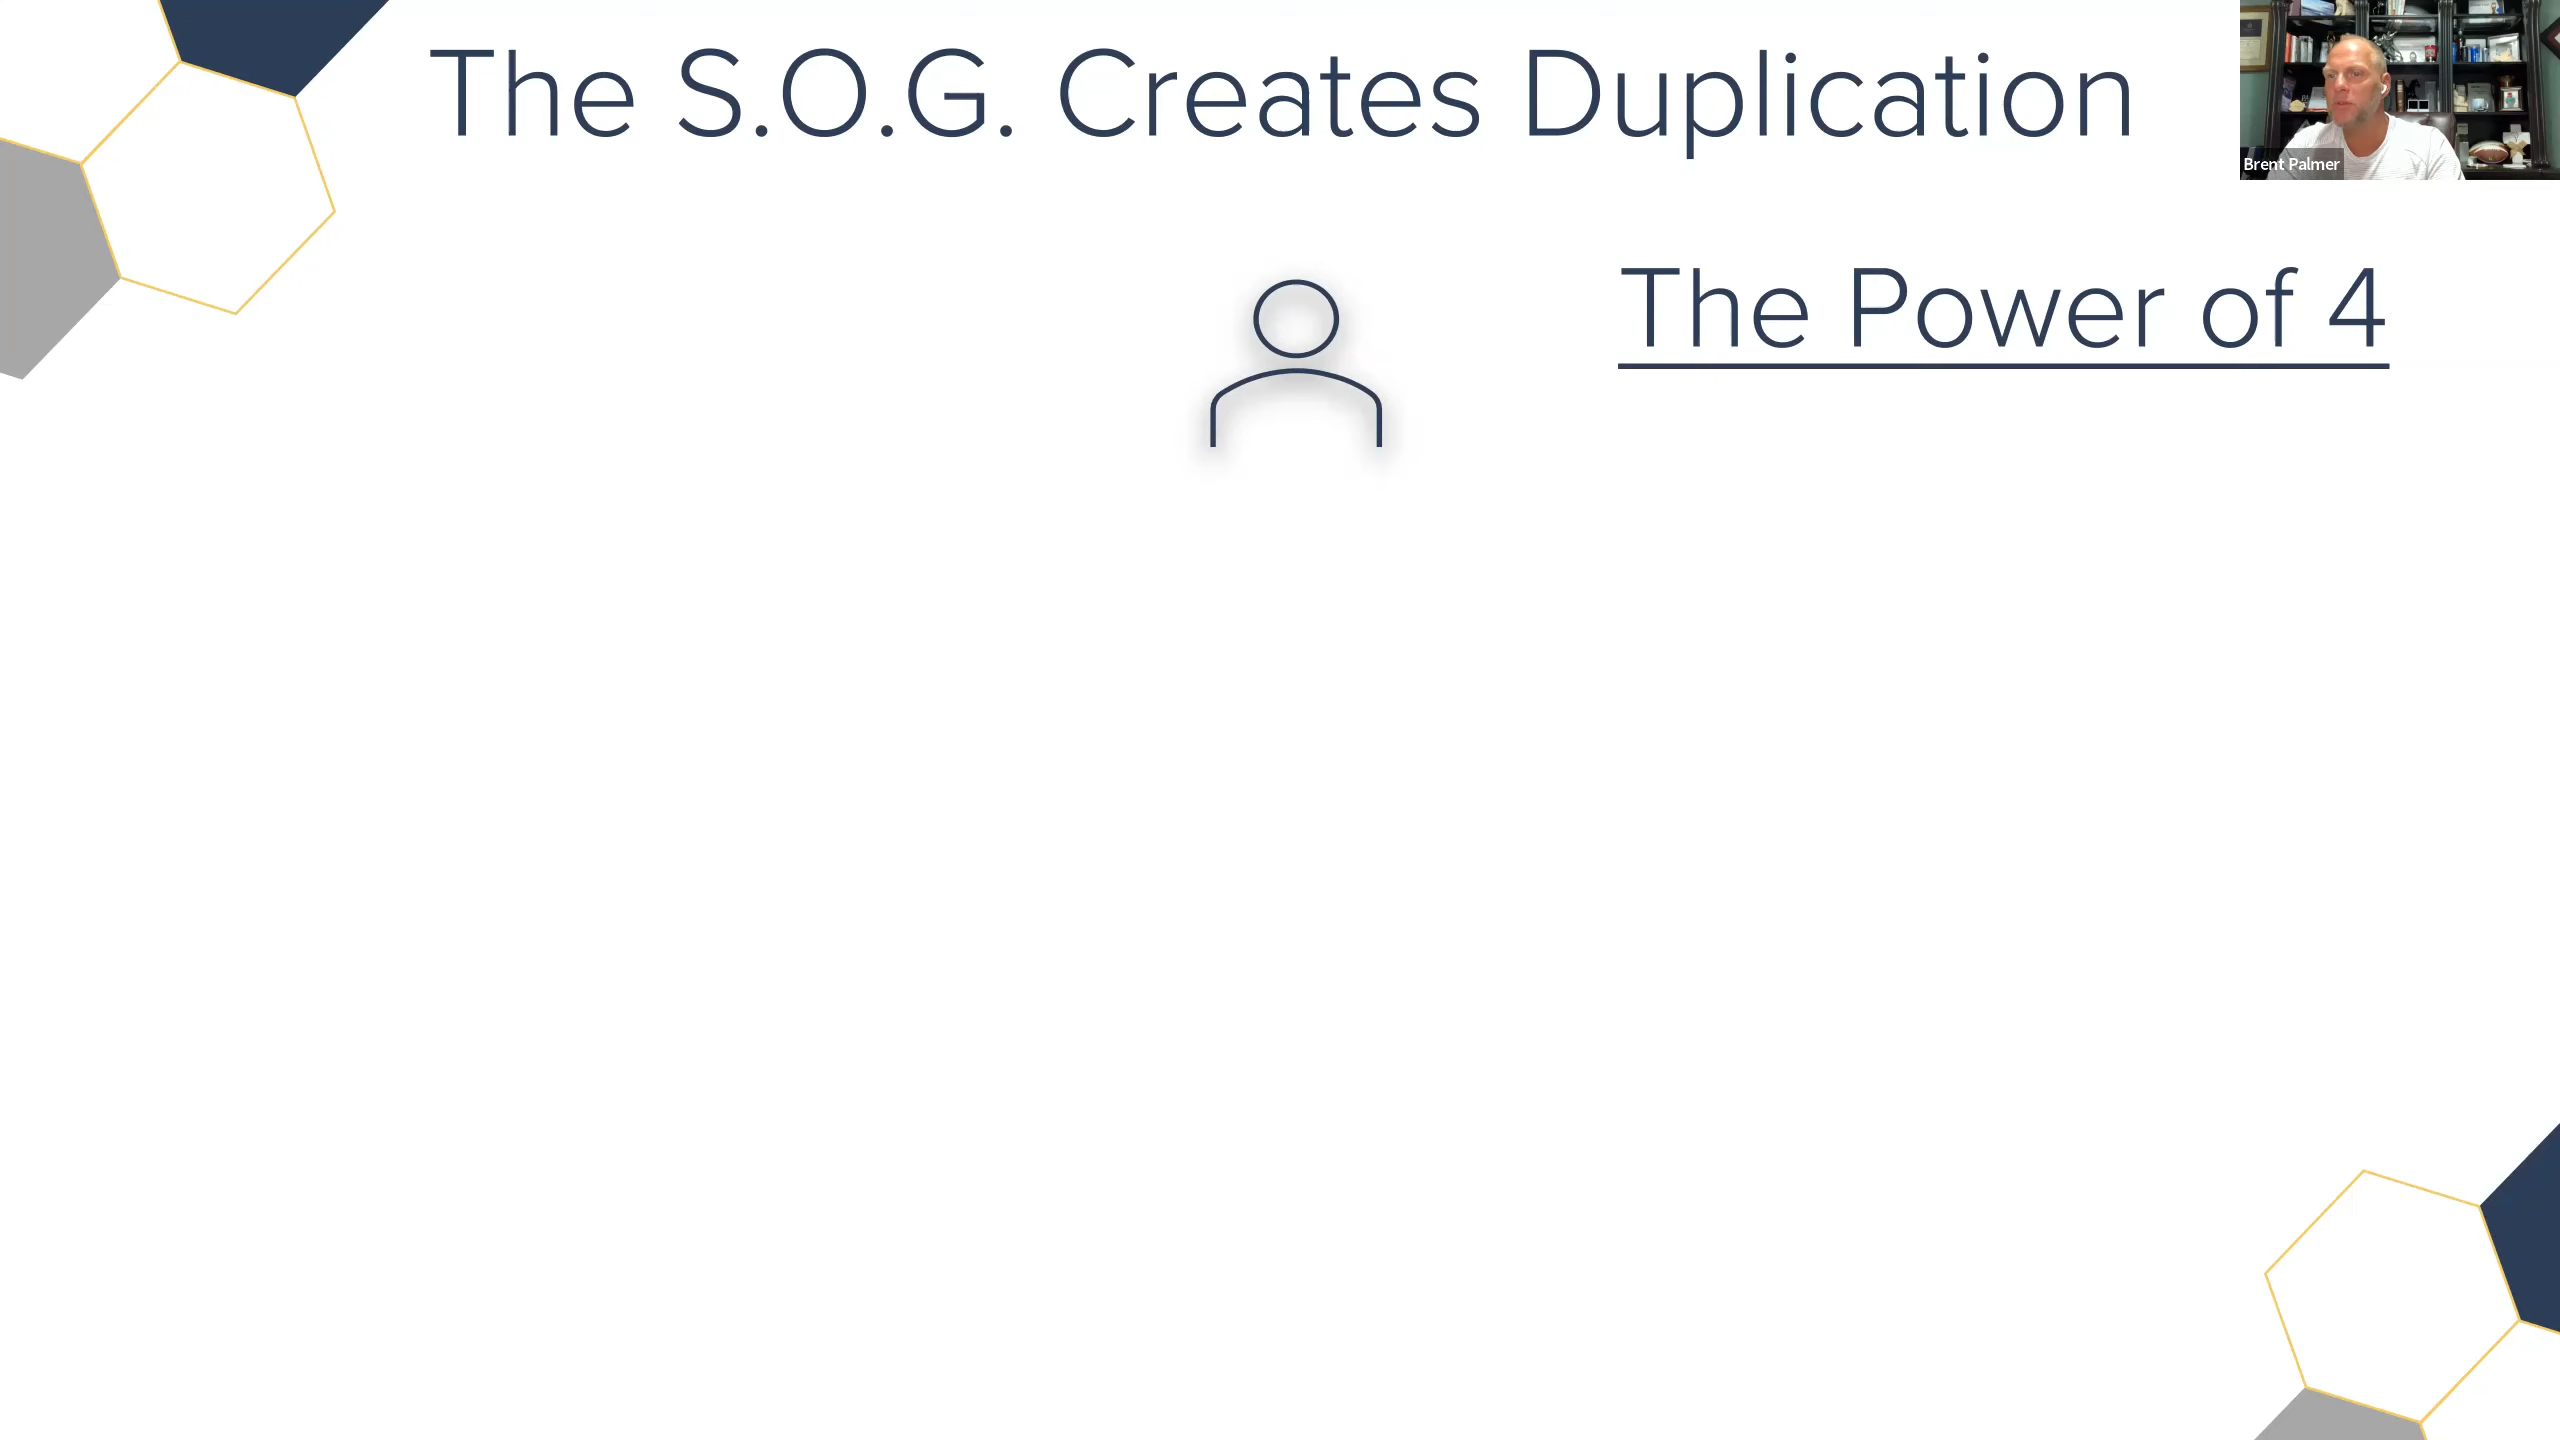 The S.O.G. Creates Duplication
Brent Palmer
The Power of 4